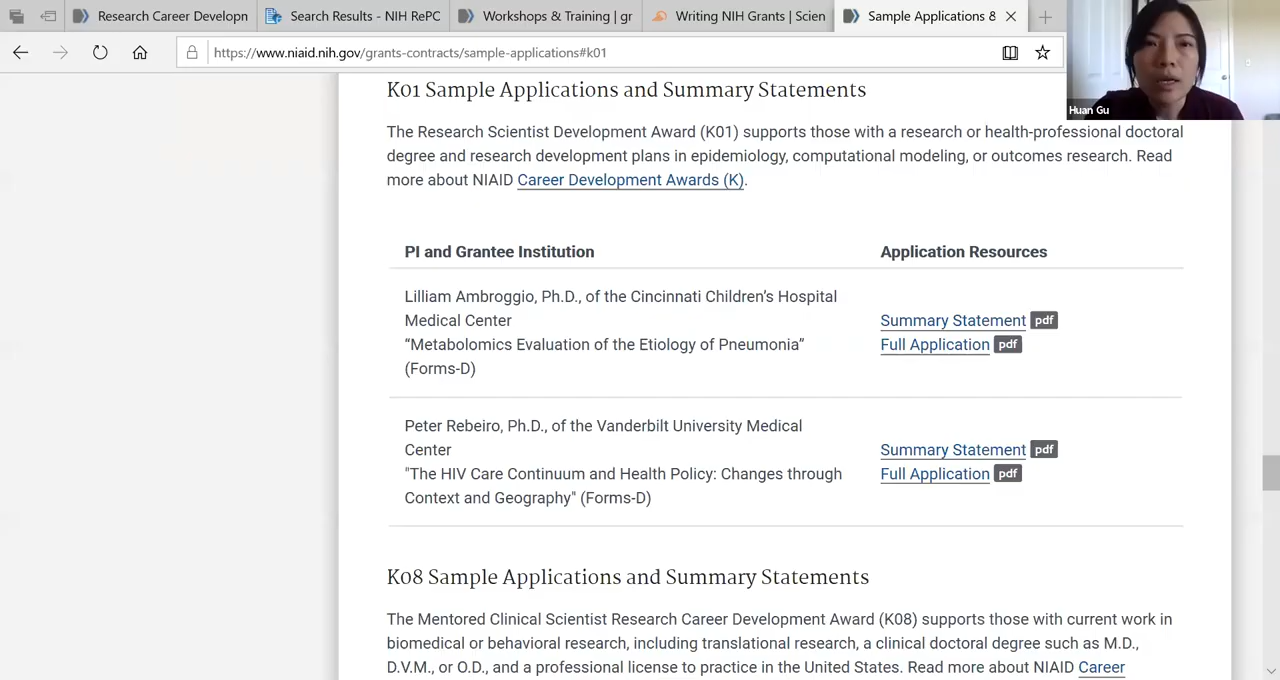 Research Career Developn
Search Results - NIH RePC
Workshops & Training | gr
Writing NIH Grants | Scien
Sample Applications &
https://www.niaid.nih.gov/grants-contracts/sample-applications#k01
Huan Gu
K01 Sample Applications and Summary Statements
The Research Scientist Development Award (K01) supports those with a research or health-professional doctoral
degree and research development plans in epidemiology, computational modeling, or outcomes research. Read
more about NIAID Career Development Awards (K).
PI and Grantee Institution
Application Resources
Lilliam Ambroggio, Ph.D., of the Cincinnati Children's Hospital
Medical Center
“Metabolomics Evaluation of the Etiology of Pneumonia”
(Forms-D)
Summary Statement pdf
Full Application pdf
Peter Rebeiro, Ph.D., of the Vanderbilt University Medical
Center
"The HIV Care Continuum and Health Policy: Changes through
Context and Geography" (Forms-D)
Summary Statement pdf
Full Application pdf
K08 Sample Applications and Summary Statements
The Mentored Clinical Scientist Research Career Development Award (K08) supports those with current work in
biomedical or behavioral research, including translational research, a clinical doctoral degree such as M.D.,
D.V.M., or O.D., and a professional license to practice in the United States. Read more about NIAID Career